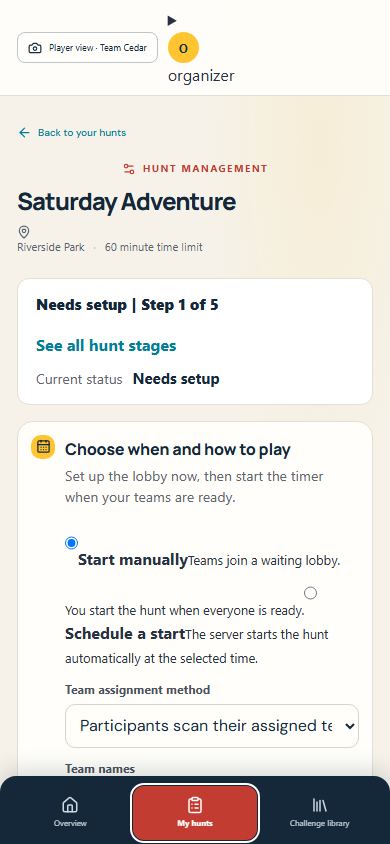 Player view · Team Cedar
O
organizer
Back to your hunts
HUNT MANAGEMENT
Saturday Adventure
Riverside Park · 60 minute time limit
Needs setup | Step 1 of 5
See all hunt stages
Current status Needs setup
Choose when and how to play
Set up the lobby now, then start the timer
when your teams are ready.
Start manuallyTeams join a waiting lobby.
You start the hunt when everyone is ready.
Schedule a startThe server starts the hunt
automatically at the selected time.
Team assignment method
Participants scan their assigned te
Team names
Overview
My hunts
Challenge library